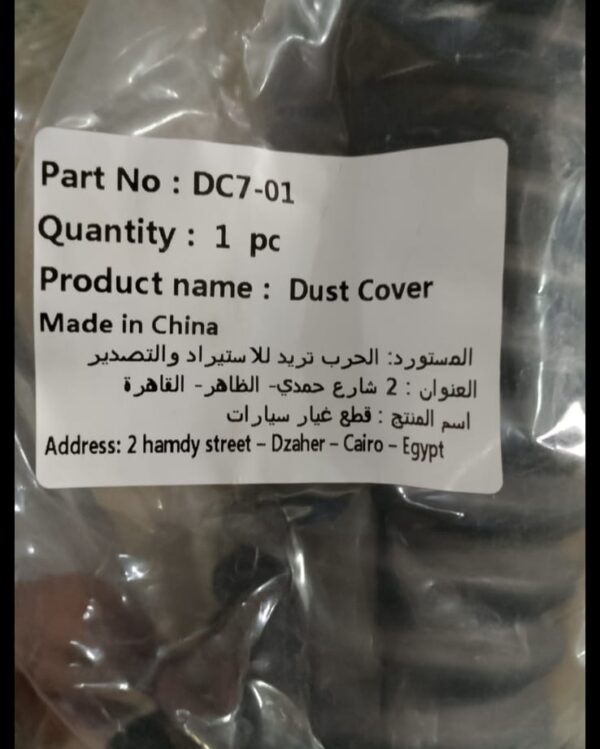 Part No : DC7-01
Quantity : 1 pc
Product name : Dust Cover
Made in China
المستورد: الحرب تريد للاستيراد والتصدير
العنوان : 2 شارع حمدي- الظاهر- القاهرة
اسم المنتج : قطع غيار سيارات
Address: 2 hamdy street – Dzaher – Cairo – Egypt